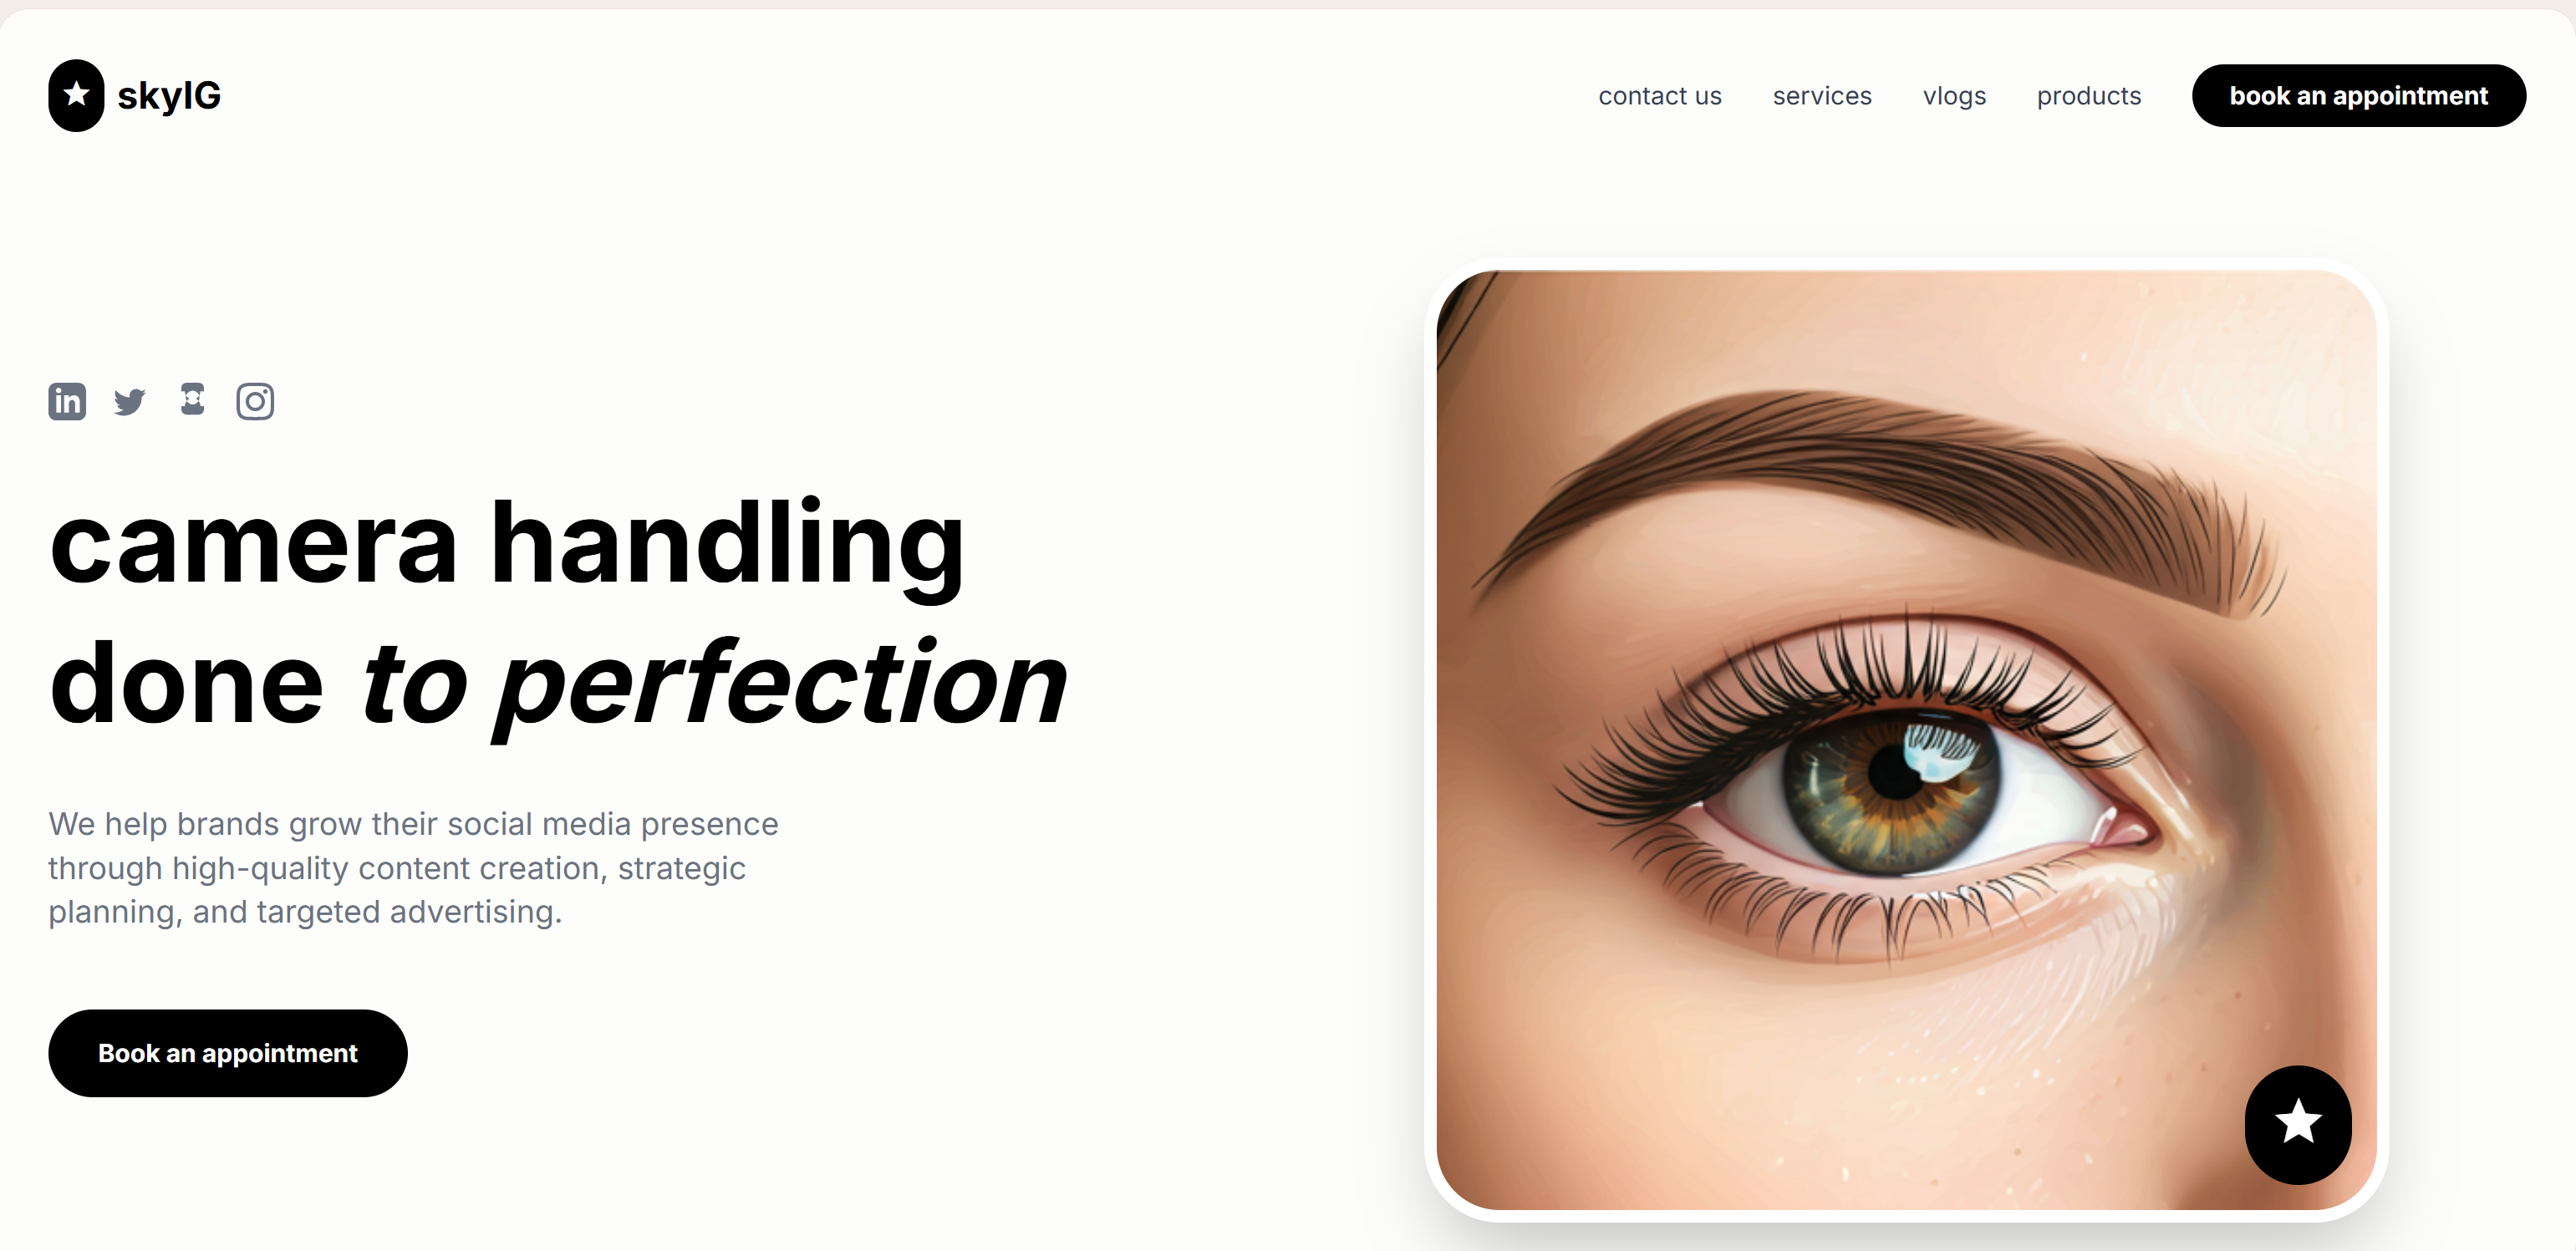 skyIG
contact us
services
vlogs
products
book an appointment
in
camera handling
done to perfection
We help brands grow their social media presence
through high-quality content creation, strategic
planning, and targeted advertising.
Book an appointment